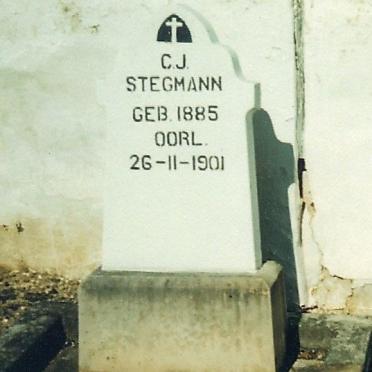 C.J.
STEGMANN
GEB. 1885
OORL.
26-11-1901